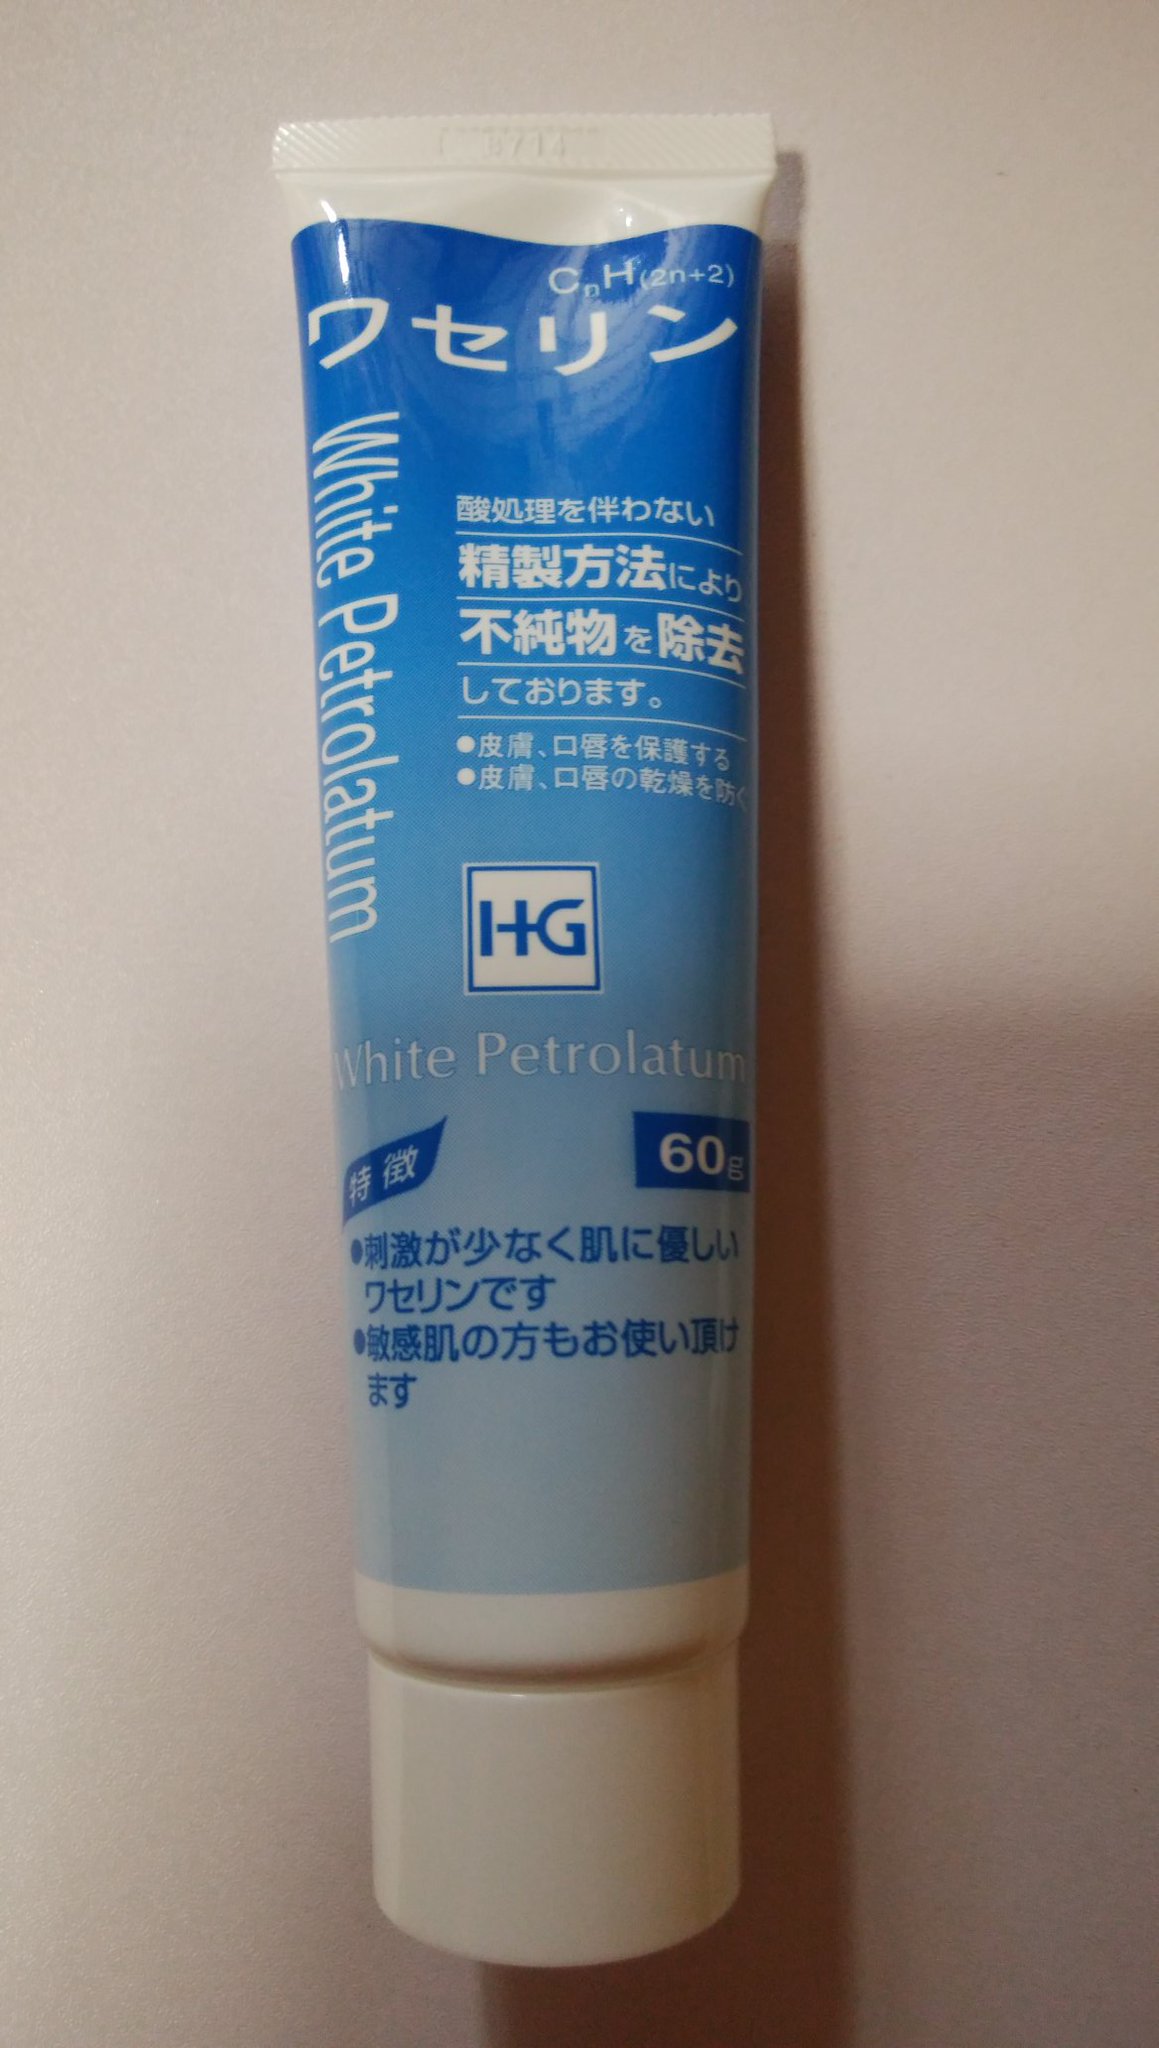 8714
CnH(2n+2)
ワセリン
White Petrolatum
酸処理を伴わない
精製方法により
不純物を除去
しております。
●皮膚、口唇を保護する
●皮膚、口唇の乾燥を防ぐ
HG
White Petrolatum
60g
特徴
●刺激が少なく肌に優しい
ワセリンです
●敏感肌の方もお使い頂け
ます